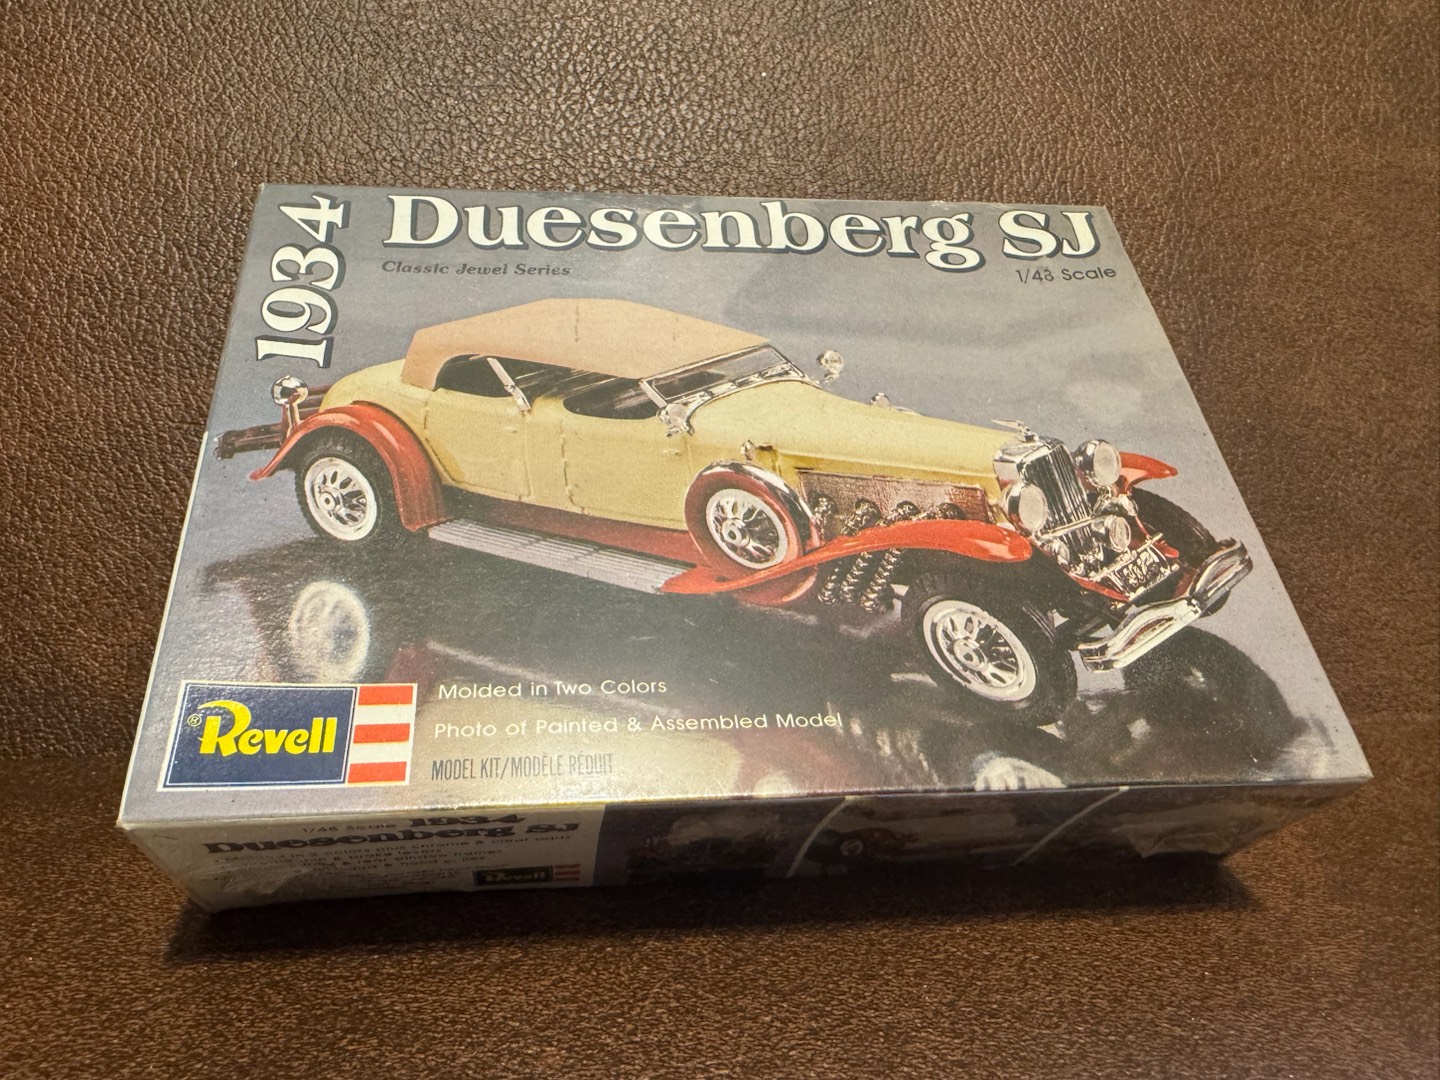 1934
Duesenberg SJ
Classic Jewel Series
1/48 Scale
Molded in Two Colors
Photo of Painted & Assembled Model
® Revell
MODEL KIT/MODÈLE RÉDUIT
1/48 Scale 1934
Duesenberg SJ
Revell